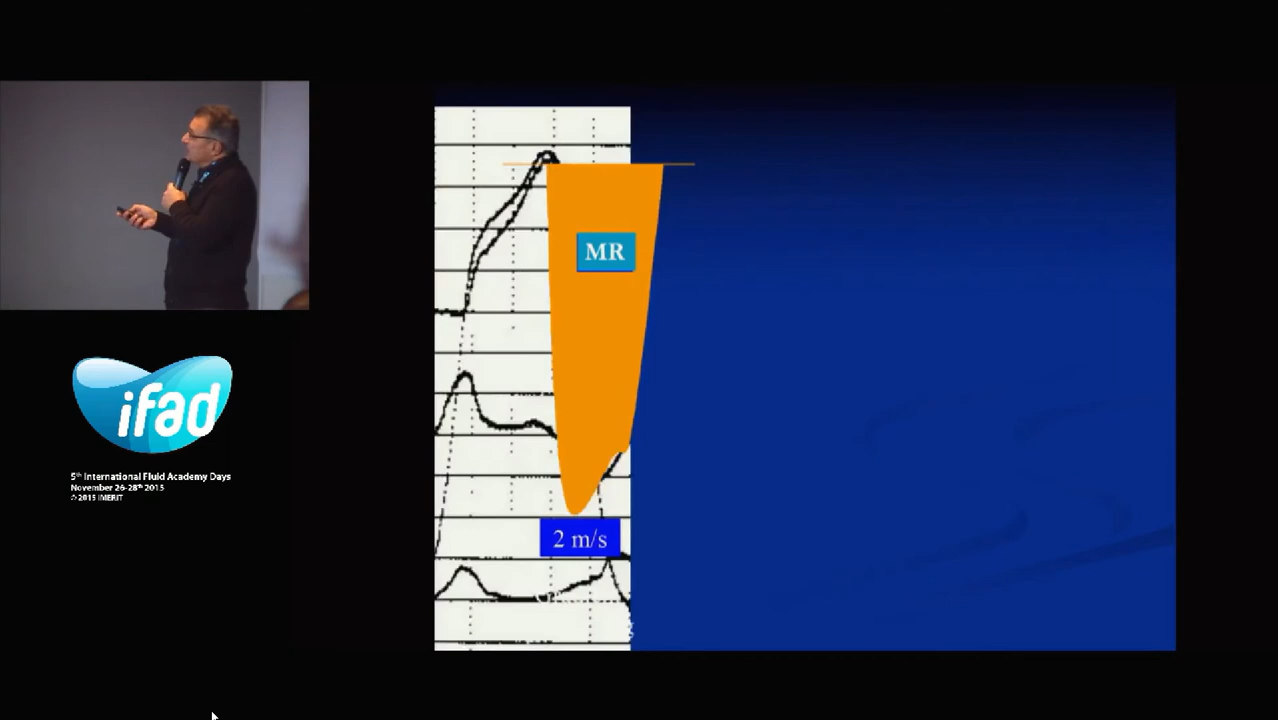 MR
2 m/s
ifad
5th International Fluid Academy Days
November 26-28th 2015
© 2015 IMERIT